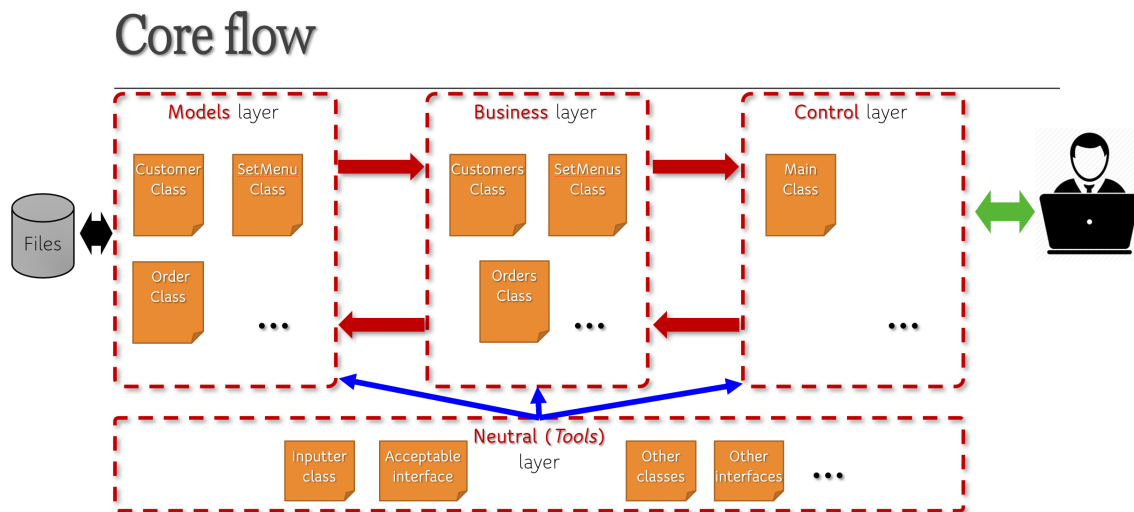 Core flow
Models layer
Customer
Class
SetMenu
Class
Order
Class
...
Business layer
Customers
Class
SetMenus
Class
Orders
Class
...
Control layer
Main
Class
...
Files
Neutral (Tools)
layer
Inputter
class
Acceptable
interface
Other
classes
Other
interfaces
...